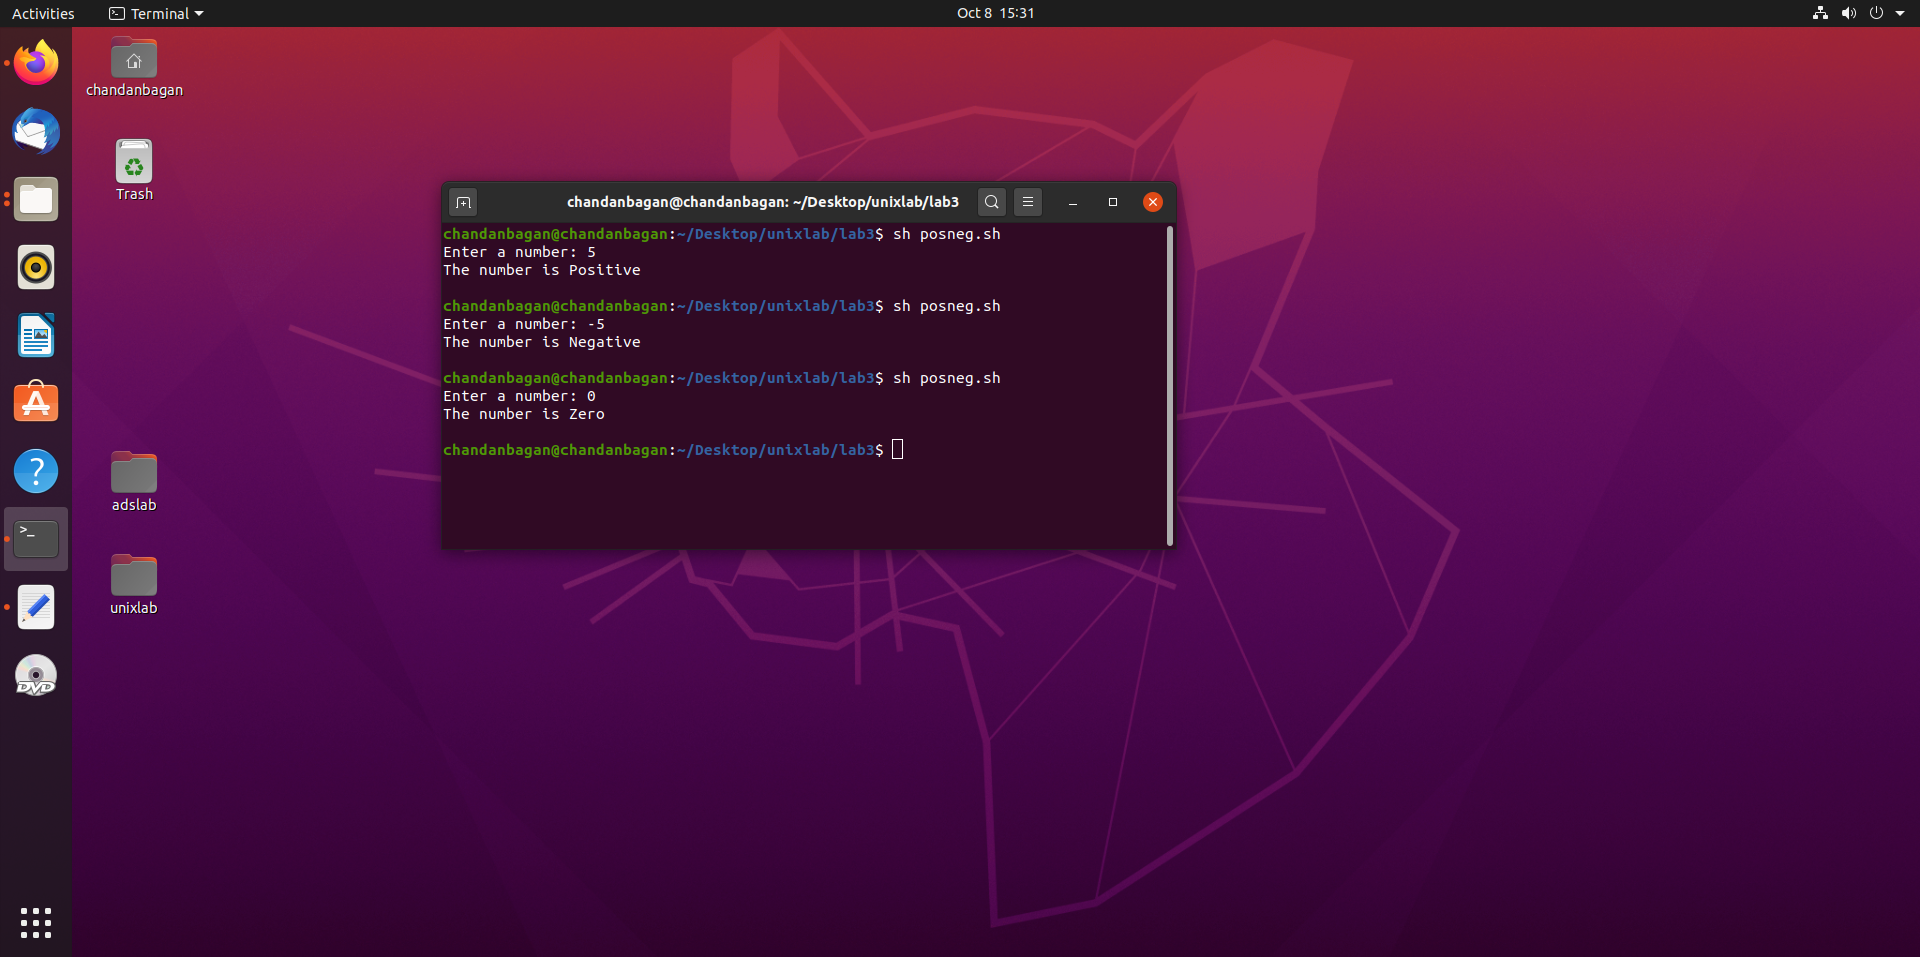 Activities
Terminal
Oct 8 15:31
chandanbagan
Trash
adslab
unixlab
DVD
chandanbagan@chandanbagan: ~/Desktop/unixlab/lab3
chandanbagan@chandanbagan:~/Desktop/unixlab/lab3$ sh posneg.sh
Enter a number: 5
The number is Positive
chandanbagan@chandanbagan:~/Desktop/unixlab/lab3$ sh posneg.sh
Enter a number: -5
The number is Negative
chandanbagan@chandanbagan:~/Desktop/unixlab/lab3$ sh posneg.sh
Enter a number: 0
The number is Zero
chandanbagan@chandanbagan:~/Desktop/unixlab/lab3$